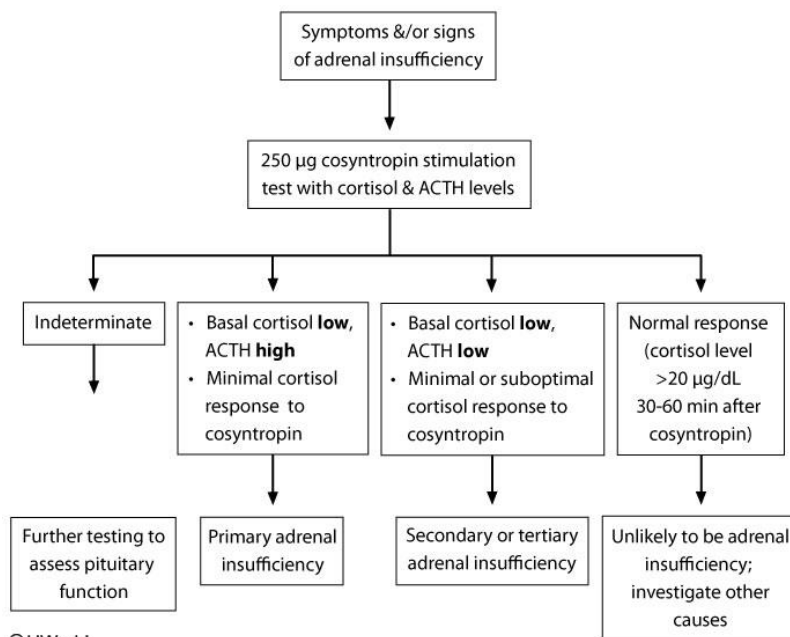 Symptoms &/or signs
of adrenal insufficiency
250 µg cosyntropin stimulation
test with cortisol & ACTH levels
Indeterminate
• Basal cortisol low,
ACTH high
• Minimal cortisol
response to
cosyntropin
• Basal cortisol low,
ACTH low
• Minimal or suboptimal
cortisol response to
cosyntropin
Normal response
(cortisol level
>20 µg/dL
30-60 min after
cosyntropin)
Further testing to
assess pituitary
function
Primary adrenal
insufficiency
Secondary or tertiary
adrenal insufficiency
Unlikely to be adrenal
insufficiency;
investigate other
causes